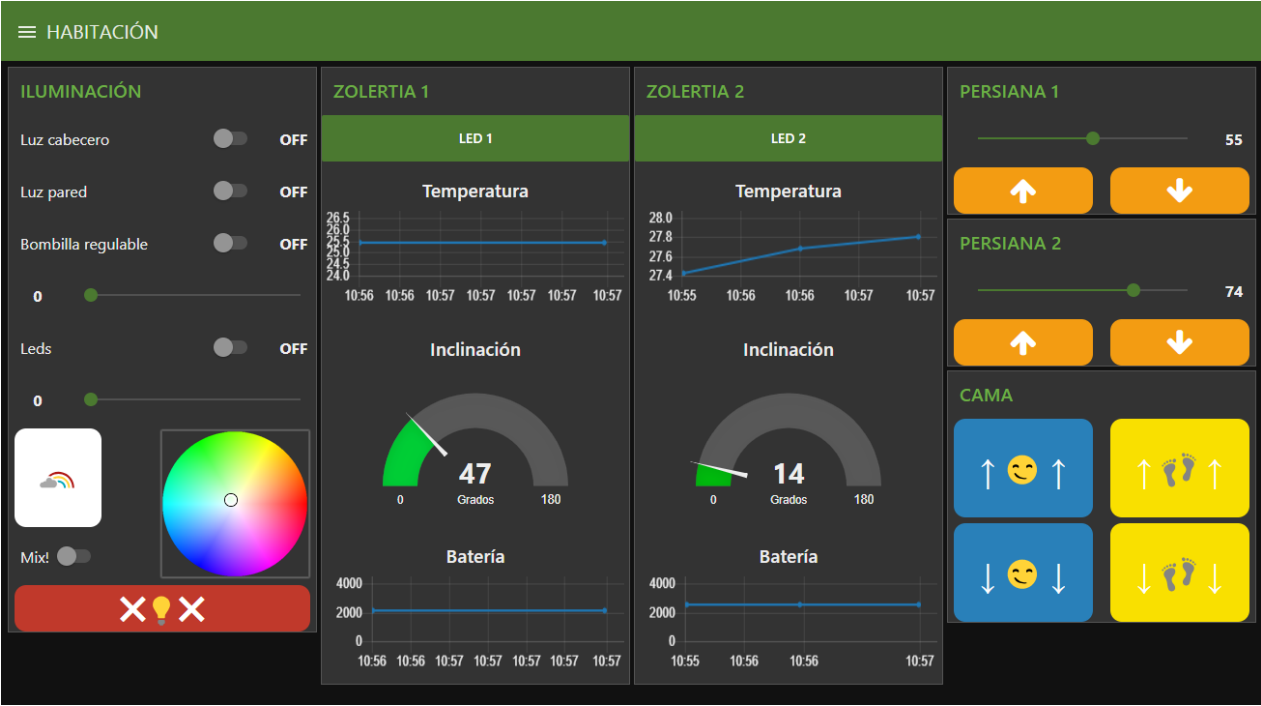 HABITACIÓN
ILUMINACIÓN
Luz cabecero OFF
Luz pared OFF
Bombilla regulable OFF
0
Leds OFF
0
Mix!
ZOLERTIA 1
LED 1
Temperatura
26.5
26.0
25.5
25.0
24.5
24.0
10:56 10:56 10:57 10:57 10:57 10:57 10:57
Inclinación
47
0 Grados 180
Batería
4000
2000
0
10:56 10:56 10:57 10:57 10:57 10:57 10:57
ZOLERTIA 2
LED 2
Temperatura
28.0
27.8
27.6
27.4
10:55 10:56 10:56 10:57 10:57
Inclinación
14
0 Grados 180
Batería
4000
2000
0
10:55 10:56 10:56 10:57
PERSIANA 1
55
PERSIANA 2
74
CAMA